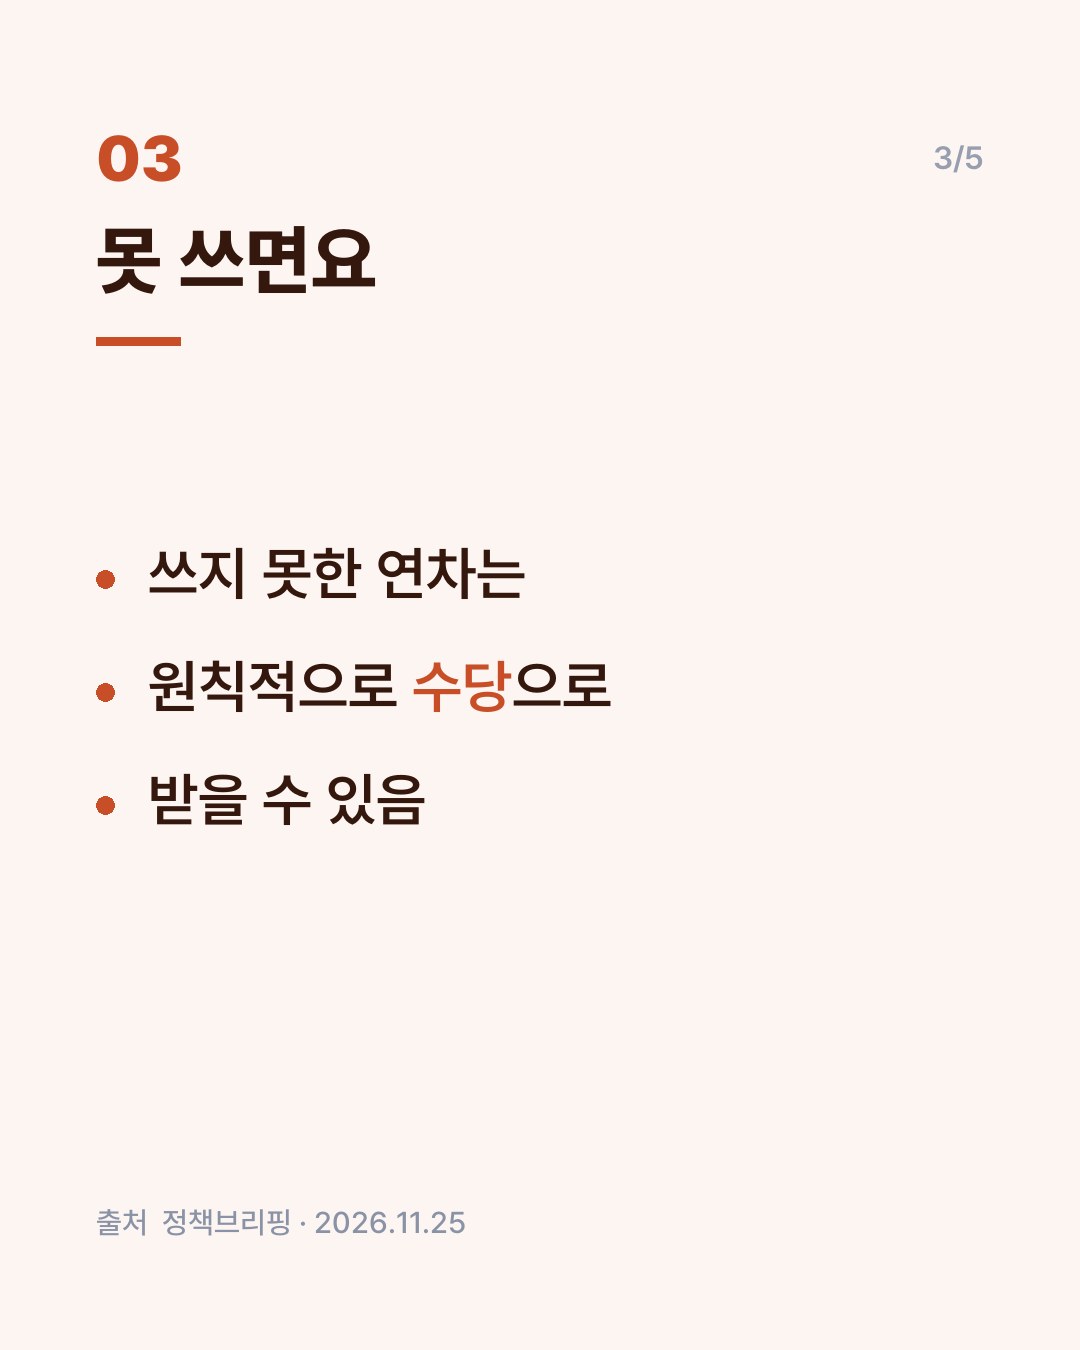 03
3/5
못 쓰면요
• 쓰지 못한 연차는
• 원칙적으로 수당으로
• 받을 수 있음
출처 정책브리핑 · 2026.11.25